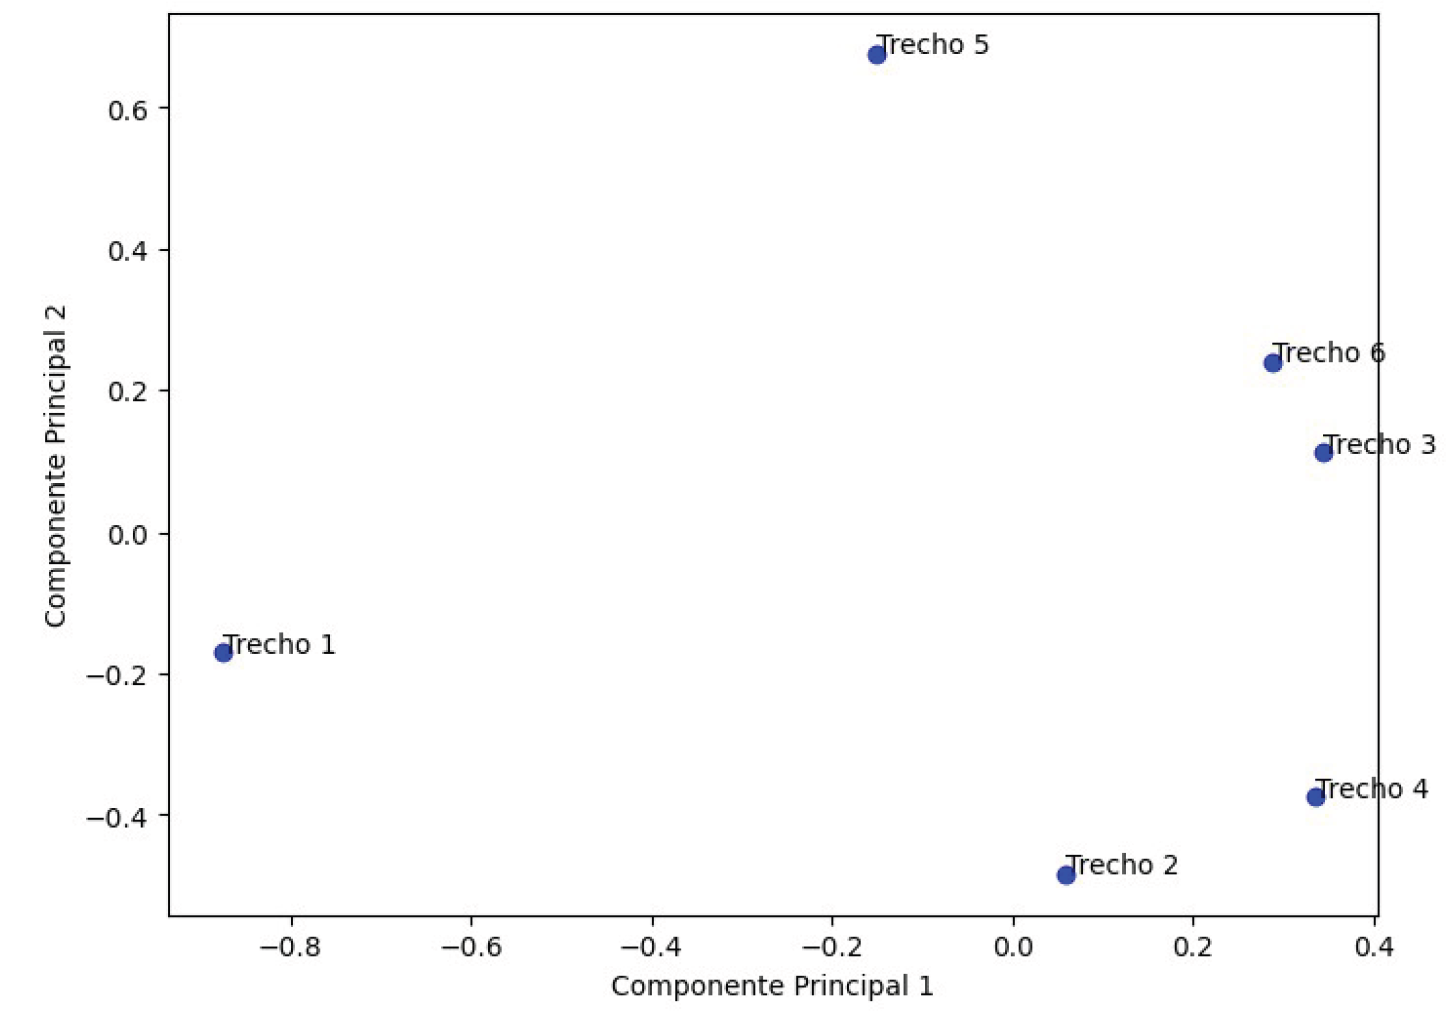 Trecho 5
0.6
0.4
Trecho 6
0.2
Trecho 3
0.0
Trecho 1
−0.2
Trecho 4
−0.4
Trecho 2
−0.8 −0.6 −0.4 −0.2 0.0 0.2 0.4
Componente Principal 1
Componente Principal 2